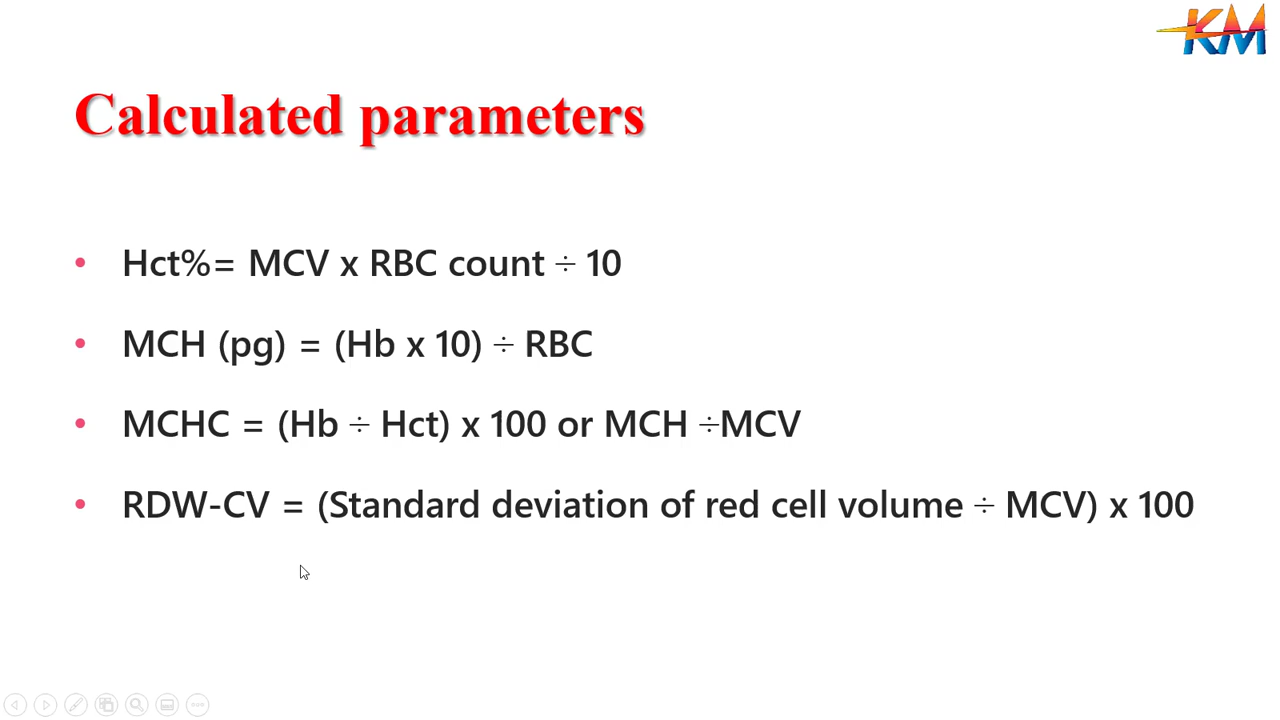 KM
Calculated parameters
• Hct%= MCV x RBC count ÷ 10
• MCH (pg) = (Hb x 10) ÷ RBC
• MCHC = (Hb ÷ Hct) x 100 or MCH ÷MCV
• RDW-CV = (Standard deviation of red cell volume ÷ MCV) x 100